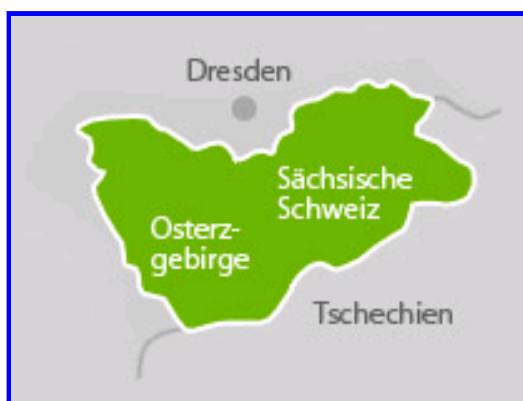 Dresden
Sächsische
Schweiz
Osterz-
gebirge
Tschechien